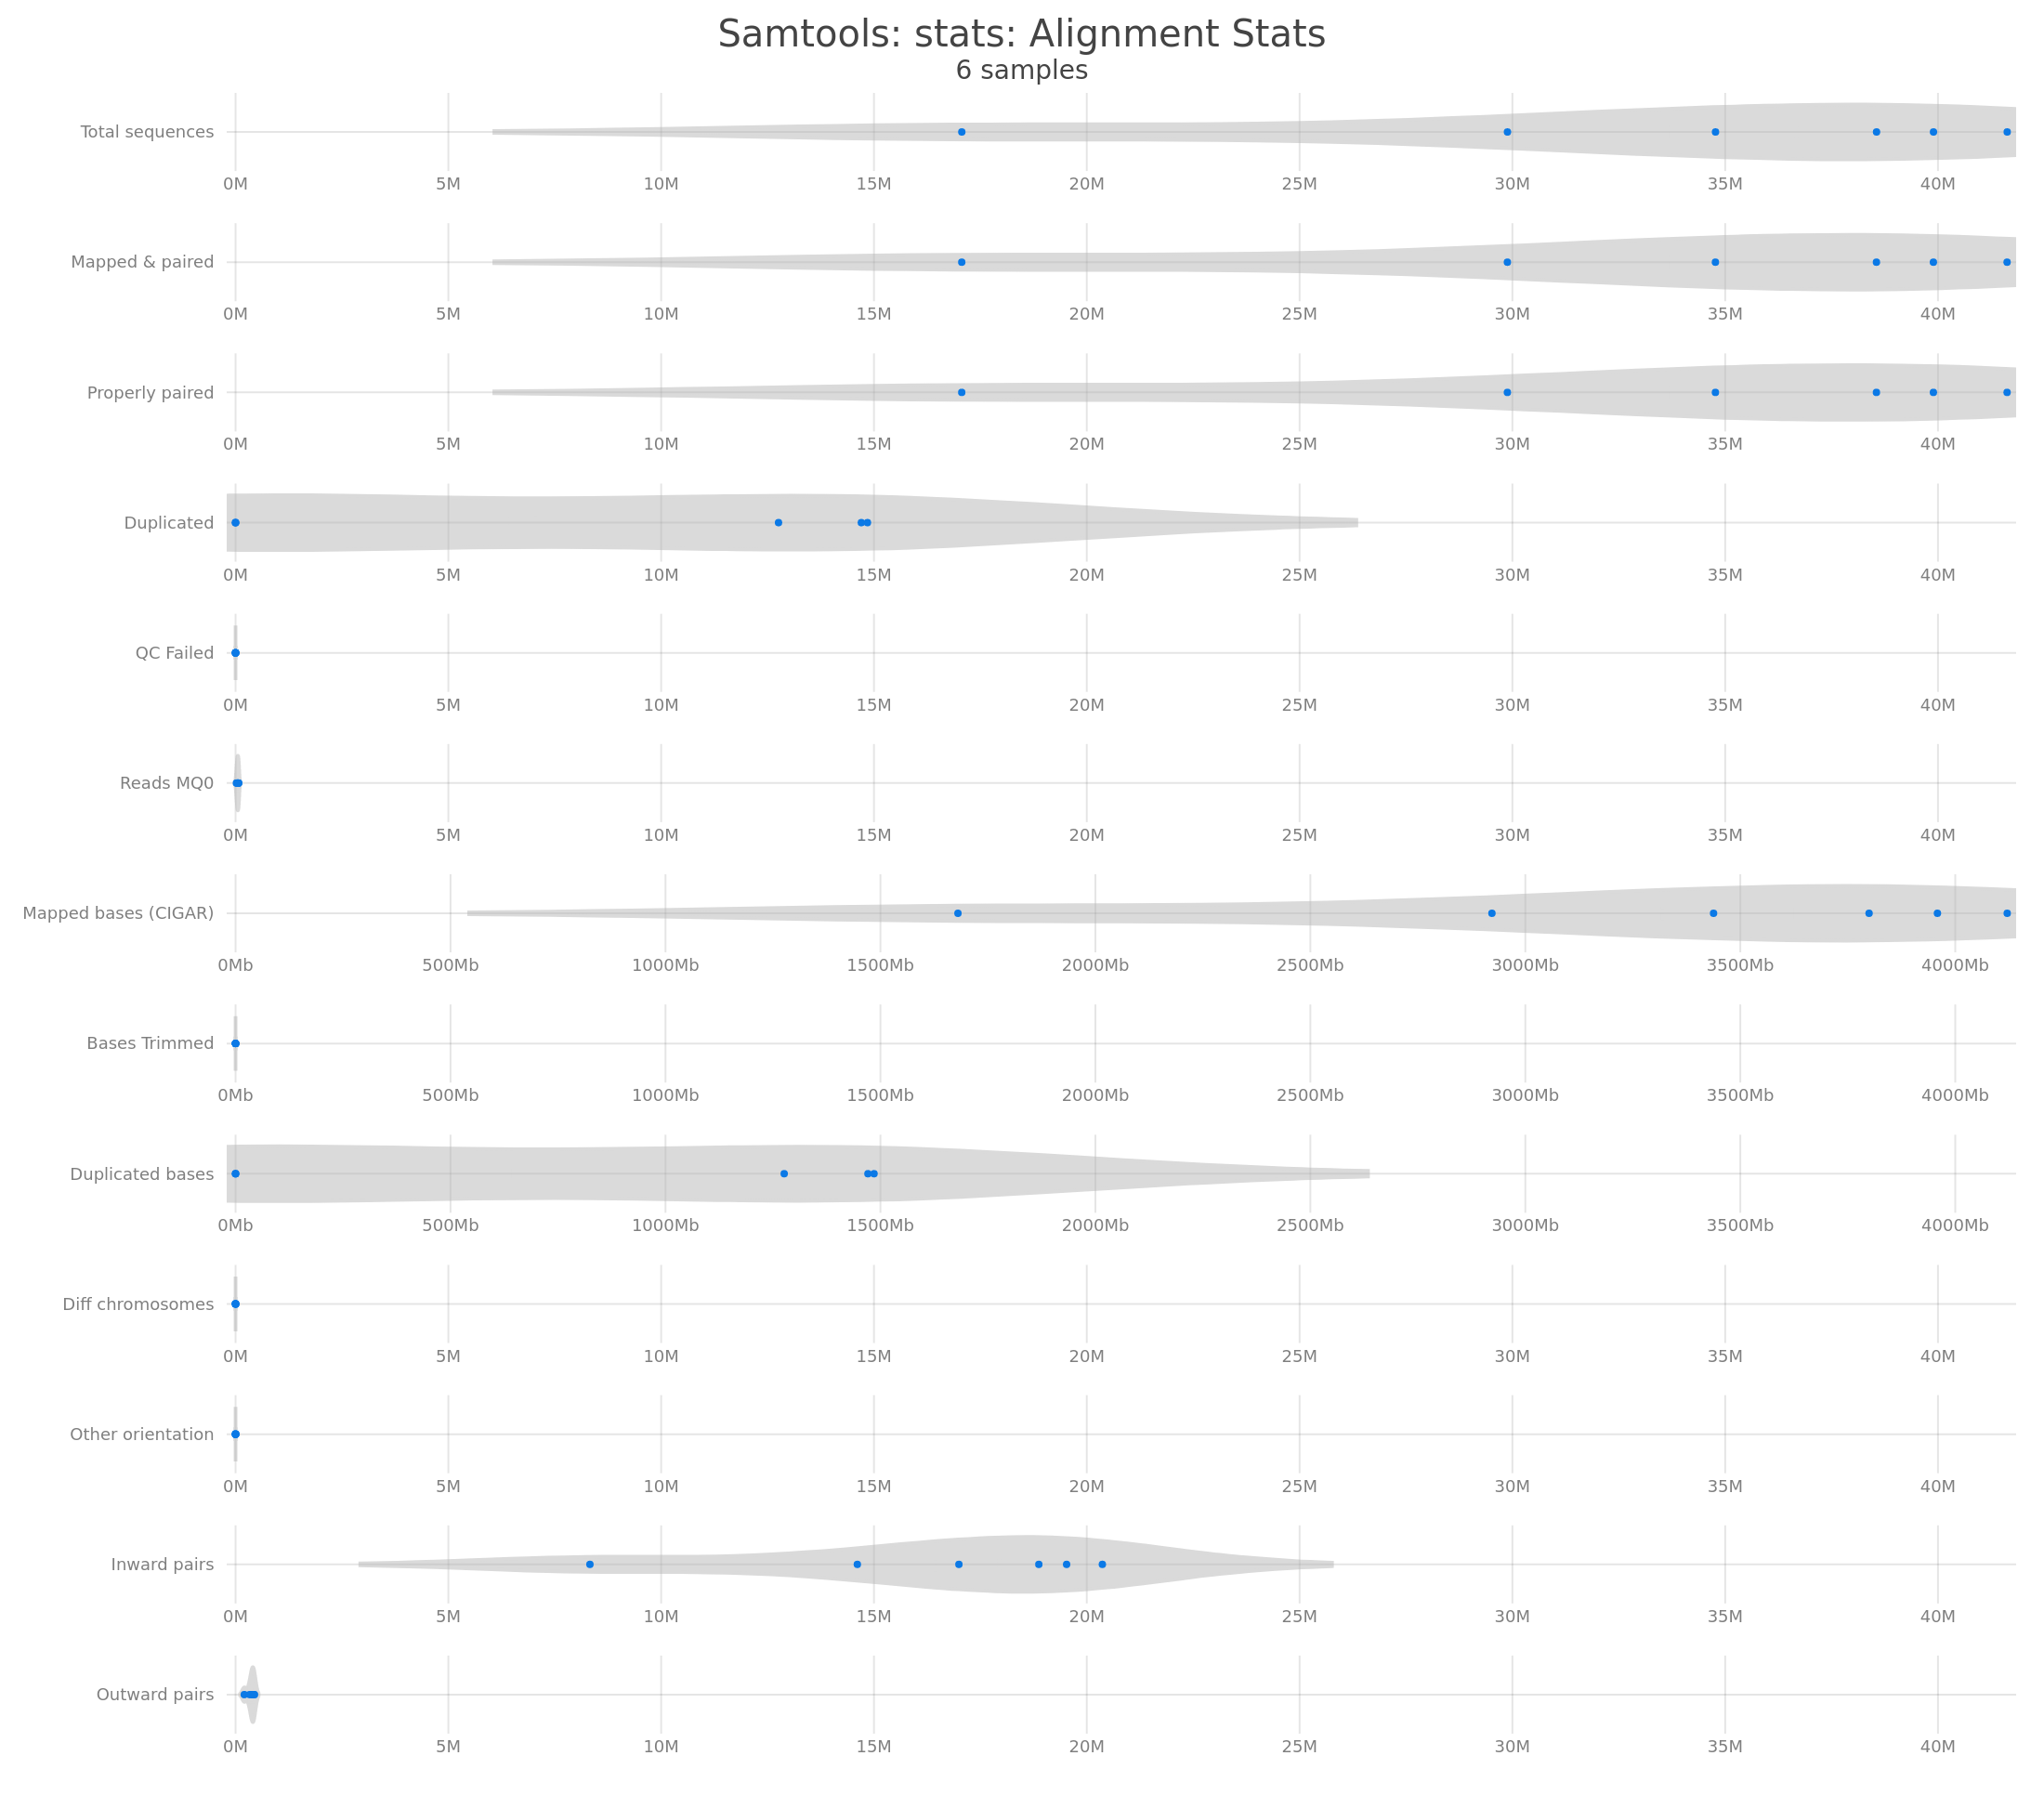 Samtools: stats: Alignment Stats
6 samples
Total sequences
0M 5M 10M 15M 20M 25M 30M 35M 40M
Mapped & paired
0M 5M 10M 15M 20M 25M 30M 35M 40M
Properly paired
0M 5M 10M 15M 20M 25M 30M 35M 40M
Duplicated
0M 5M 10M 15M 20M 25M 30M 35M 40M
QC Failed
0M 5M 10M 15M 20M 25M 30M 35M 40M
Reads MQ0
0M 5M 10M 15M 20M 25M 30M 35M 40M
Mapped bases (CIGAR)
0Mb 500Mb 1000Mb 1500Mb 2000Mb 2500Mb 3000Mb 3500Mb 4000Mb
Bases Trimmed
0Mb 500Mb 1000Mb 1500Mb 2000Mb 2500Mb 3000Mb 3500Mb 4000Mb
Duplicated bases
0Mb 500Mb 1000Mb 1500Mb 2000Mb 2500Mb 3000Mb 3500Mb 4000Mb
Diff chromosomes
0M 5M 10M 15M 20M 25M 30M 35M 40M
Other orientation
0M 5M 10M 15M 20M 25M 30M 35M 40M
Inward pairs
0M 5M 10M 15M 20M 25M 30M 35M 40M
Outward pairs
0M 5M 10M 15M 20M 25M 30M 35M 40M